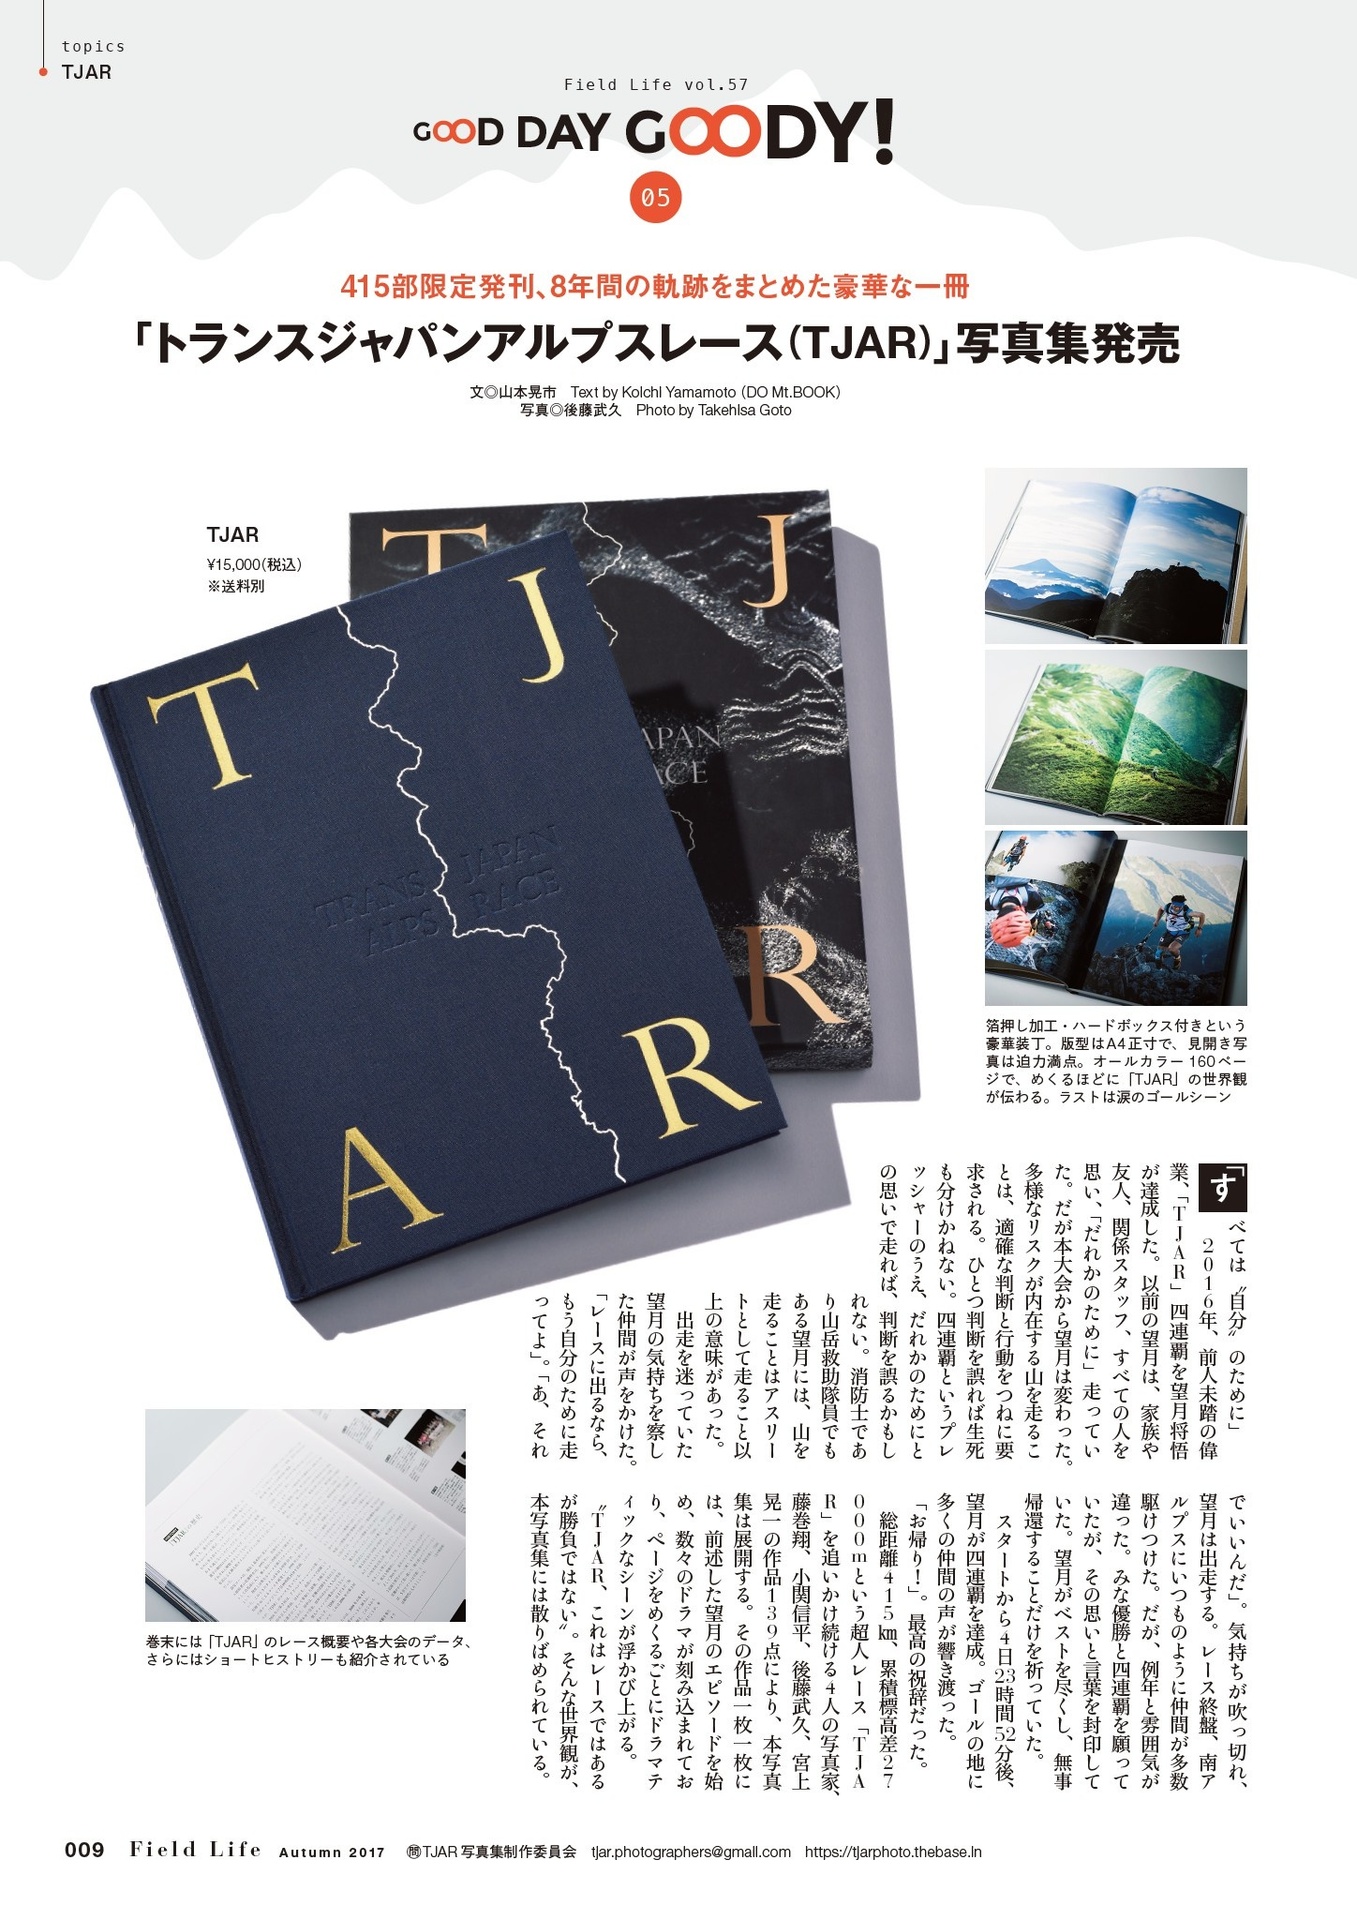 topics
TJAR
Field Life vol.57
GOOD DAY GOODY!
05
415部限定発刊、8年間の軌跡をまとめた豪華な一冊
「トランスジャパンアルプスレース（TJAR）」写真集発売
文◎山本晃市　Text by KoIchI Yamamoto（DO Mt.BOOK）
写真◎後藤武久　Photo by TakehIsa Goto
TJAR
¥15,000（税込）
※送料別
T J
APAN
ACE
R
T J
TRANS JAPAN
ALPS RACE
A R
箔押し加工・ハードボックス付きという
豪華装丁。版型はA4正寸で、見開き写
真は迫力満点。オールカラー160ペー
ジで、めくるほどに「TJAR」の世界観
が伝わる。ラストは涙のゴールシーン
「すべては〝自分〟のために」
2016年、前人未踏の偉
業、「TJAR」四連覇を望月将悟
が達成した。以前の望月は、家族や
友人、関係スタッフ、すべての人を
思い、「だれかのために」走ってい
た。だが本大会から望月は変わった。
多様なリスクが内在する山を走るこ
とは、適確な判断と行動をつねに要
求される。ひとつ判断を誤れば生死
も分けかねない。四連覇というプレ
ッシャーのうえ、だれかのためにと
の思いで走れば、判断を誤るかもし
れない。消防士であ
り山岳救助隊員でも
ある望月には、山を
走ることはアスリー
トとして走ること以
上の意味があった。
出走を迷っていた
望月の気持ちを察し
た仲間が声をかけた。
「レースに出るなら、
もう自分のために走
ってよ」。「あ、それ
でいいんだ」。気持ちが吹っ切れ、
望月は出走する。レース終盤、南ア
ルプスにいつものように仲間が多数
駆けつけた。だが、例年と雰囲気が
違った。みな優勝と四連覇を願って
いたが、その思いと言葉を封印して
いた。望月がベストを尽くし、無事
帰還することだけを祈っていた。
スタートから4日23時間52分後、
望月が四連覇を達成。ゴールの地に
多くの仲間の声が響き渡った。
「お帰り！」。最高の祝辞だった。
総距離415㎞、累積標高差27
000mという超人レース「TJA
R」を追いかけ続ける4人の写真家、
藤巻翔、小関信平、後藤武久、宮上
晃一の作品139点により、本写真
集は展開する。その作品一枚一枚に
は、前述した望月のエピソードを始
め、数々のドラマが刻み込まれてお
り、ページをめくるごとにドラマテ
ィックなシーンが浮かび上がる。
〝TJAR、これはレースではある
が勝負ではない〟。そんな世界観が、
本写真集には散りばめられている。
巻末には「TJAR」のレース概要や各大会のデータ、
さらにはショートヒストリーも紹介されている
009 Field Life Autumn 2017 ㉄TJAR 写真集制作委員会　tjar.photographers@gmaIl.com　https://tjarphoto.thebase.In